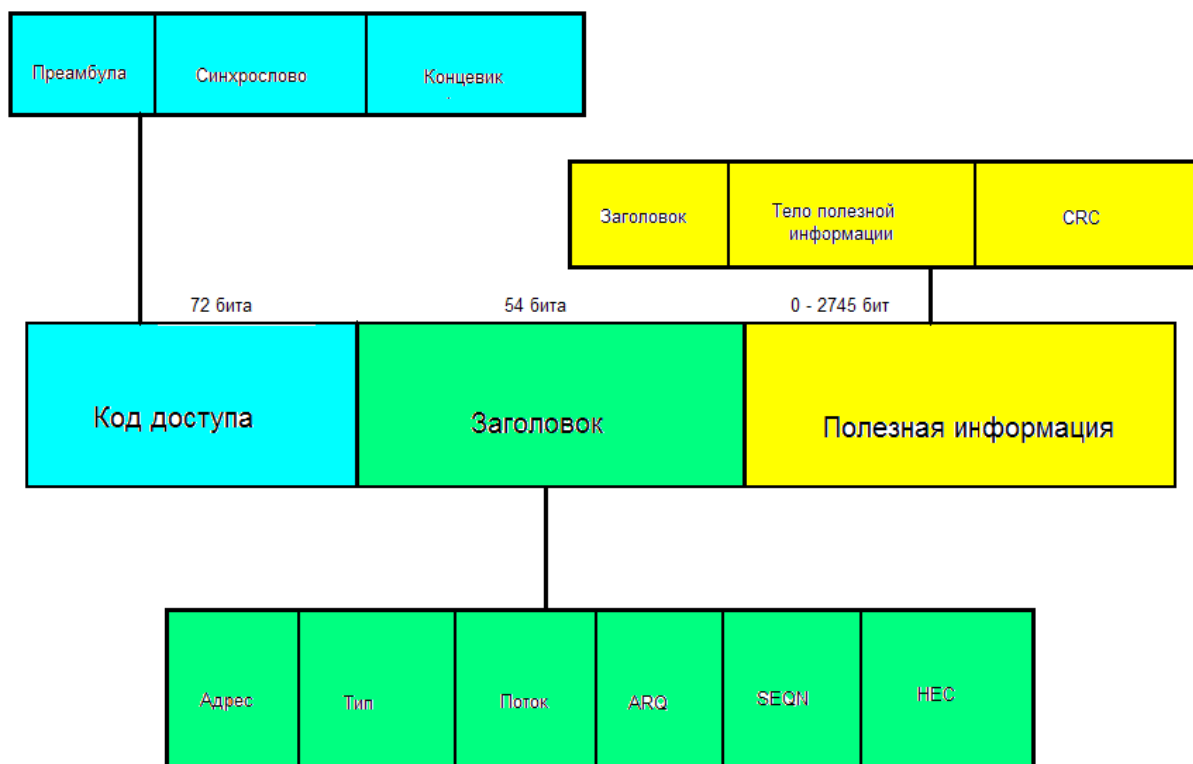 Преамбула
Синхрослово
Концевик
Заголовок
Тело полезной
информации
CRC
72 бита
54 бита
0 - 2745 бит
Код доступа
Заголовок
Полезная информация
Адрес
Тип
Поток
ARQ
SEQN
HEC